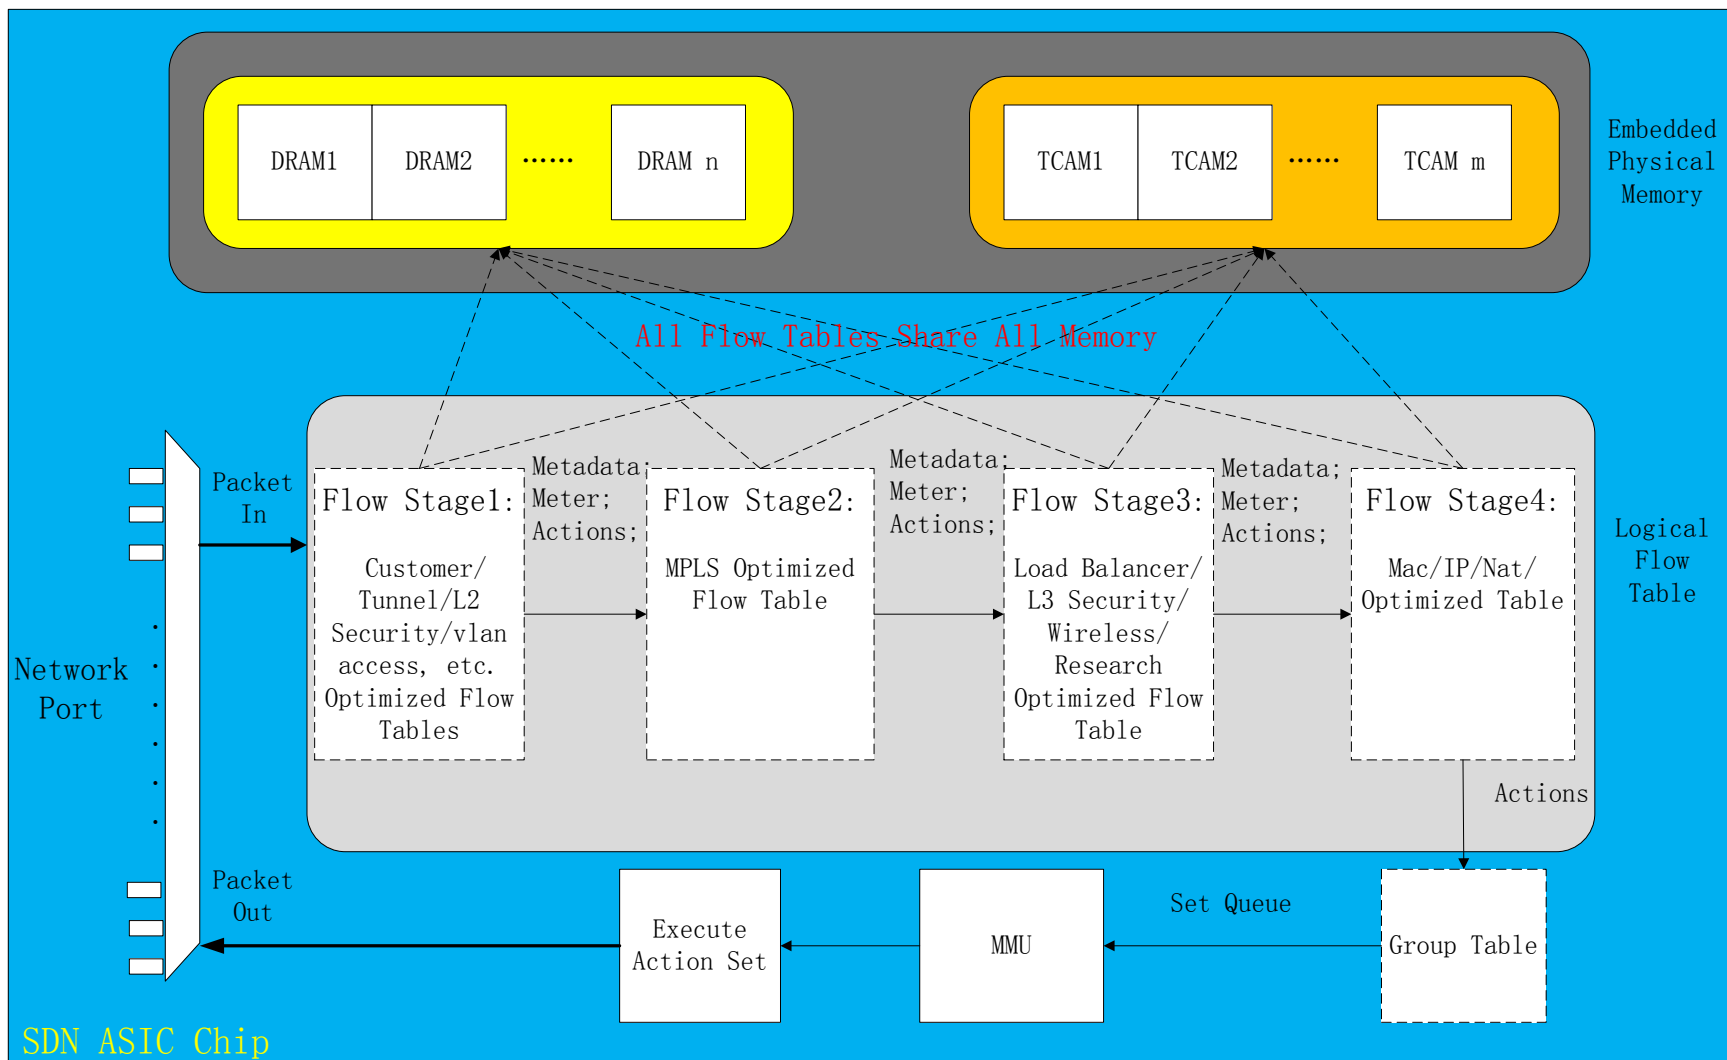 DRAM1
DRAM2
......
DRAM n
TCAM1
TCAM2
......
TCAM m
Embedded
Physical
Memory
All Flow Tables Share All Memory
Packet
In
Flow Stage1:
Customer/
Tunnel/L2
Security/vlan
access, etc.
Optimized Flow
Tables
Metadata;
Meter;
Actions;
Flow Stage2:
MPLS Optimized
Flow Table
Metadata;
Meter;
Actions;
Flow Stage3:
Load Balancer/
L3 Security/
Wireless/
Research
Optimized Flow
Table
Metadata;
Meter;
Actions;
Flow Stage4:
Mac/IP/Nat/
Optimized Table
Logical
Flow
Table
Network
Port
Actions
Packet
Out
Execute
Action Set
MMU
Set Queue
Group Table
SDN ASIC Chip